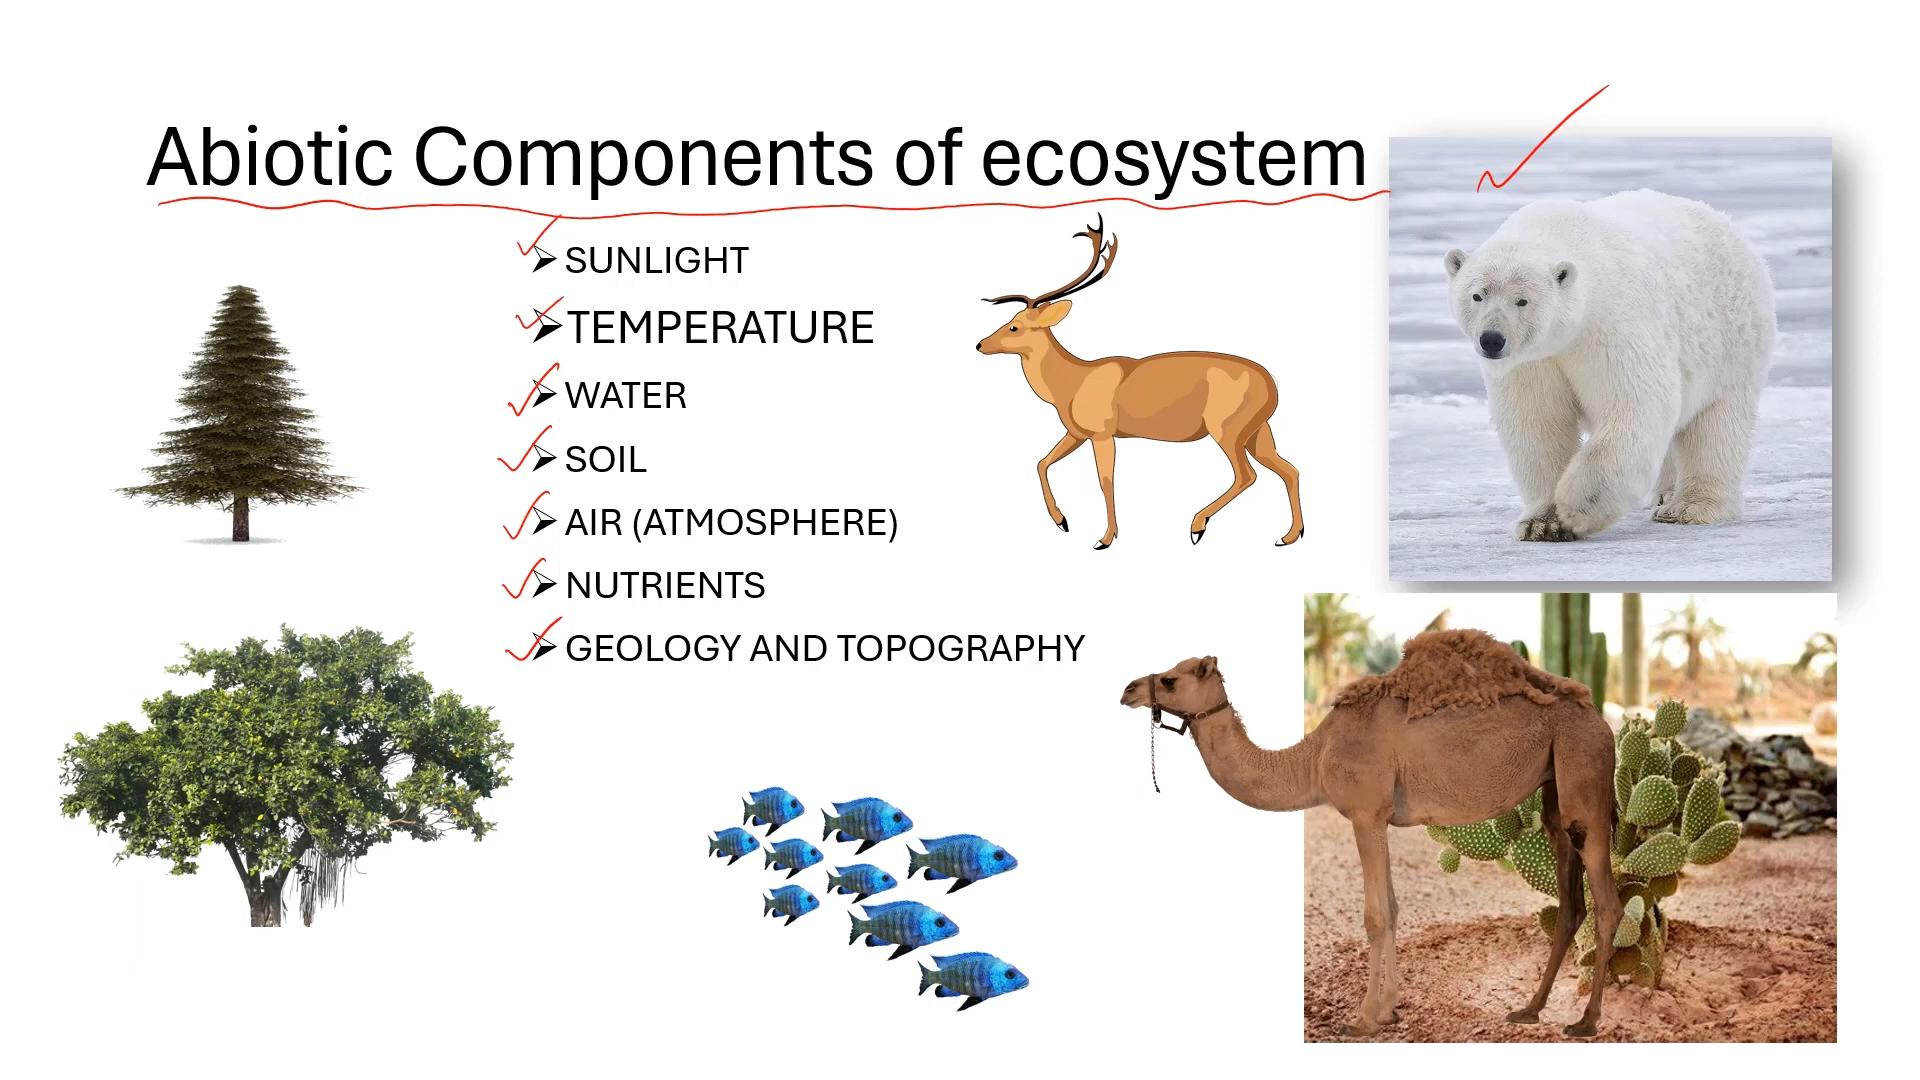 Abiotic Components of ecosystem
SUNLIGHT
TEMPERATURE
WATER
SOIL
AIR (ATMOSPHERE)
NUTRIENTS
GEOLOGY AND TOPOGRAPHY